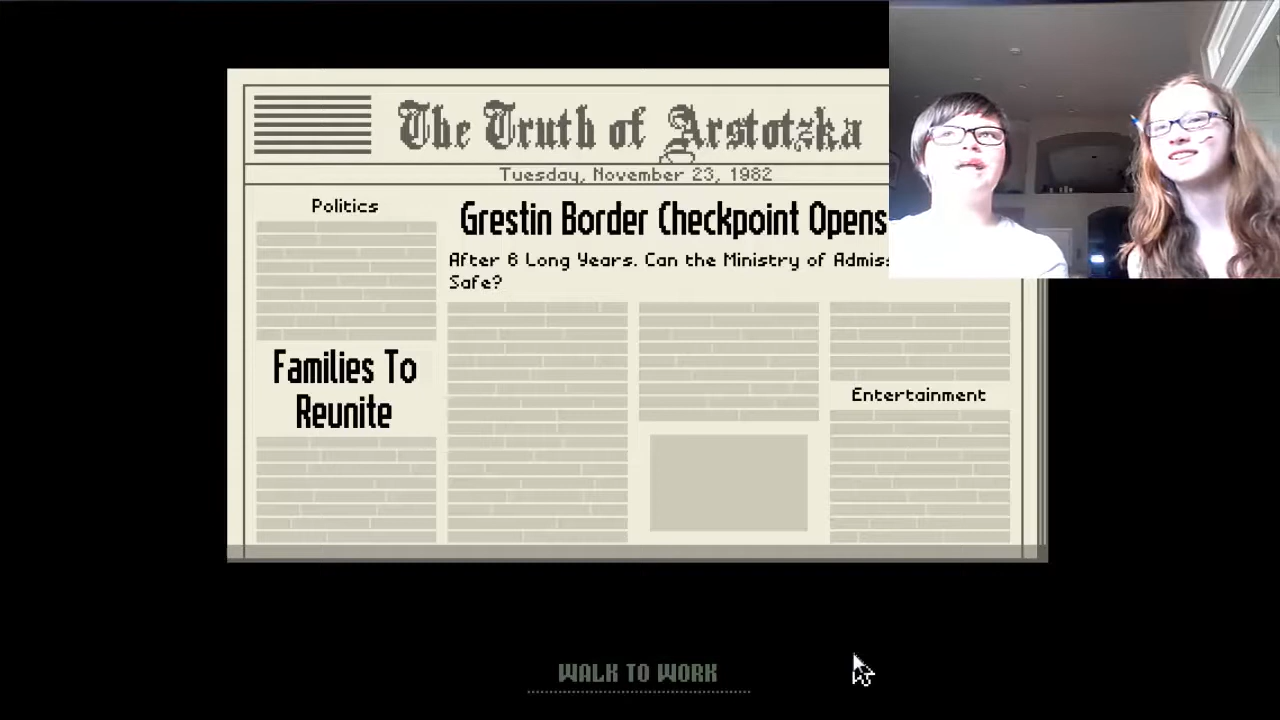 The Truth of Arstotzka
Tuesday, November 23, 1982
Politics
Grestin Border Checkpoint Opens
After 6 Long Years. Can the Ministry of
Safe?
Families To
Reunite
Entertainment
WALK TO WORK